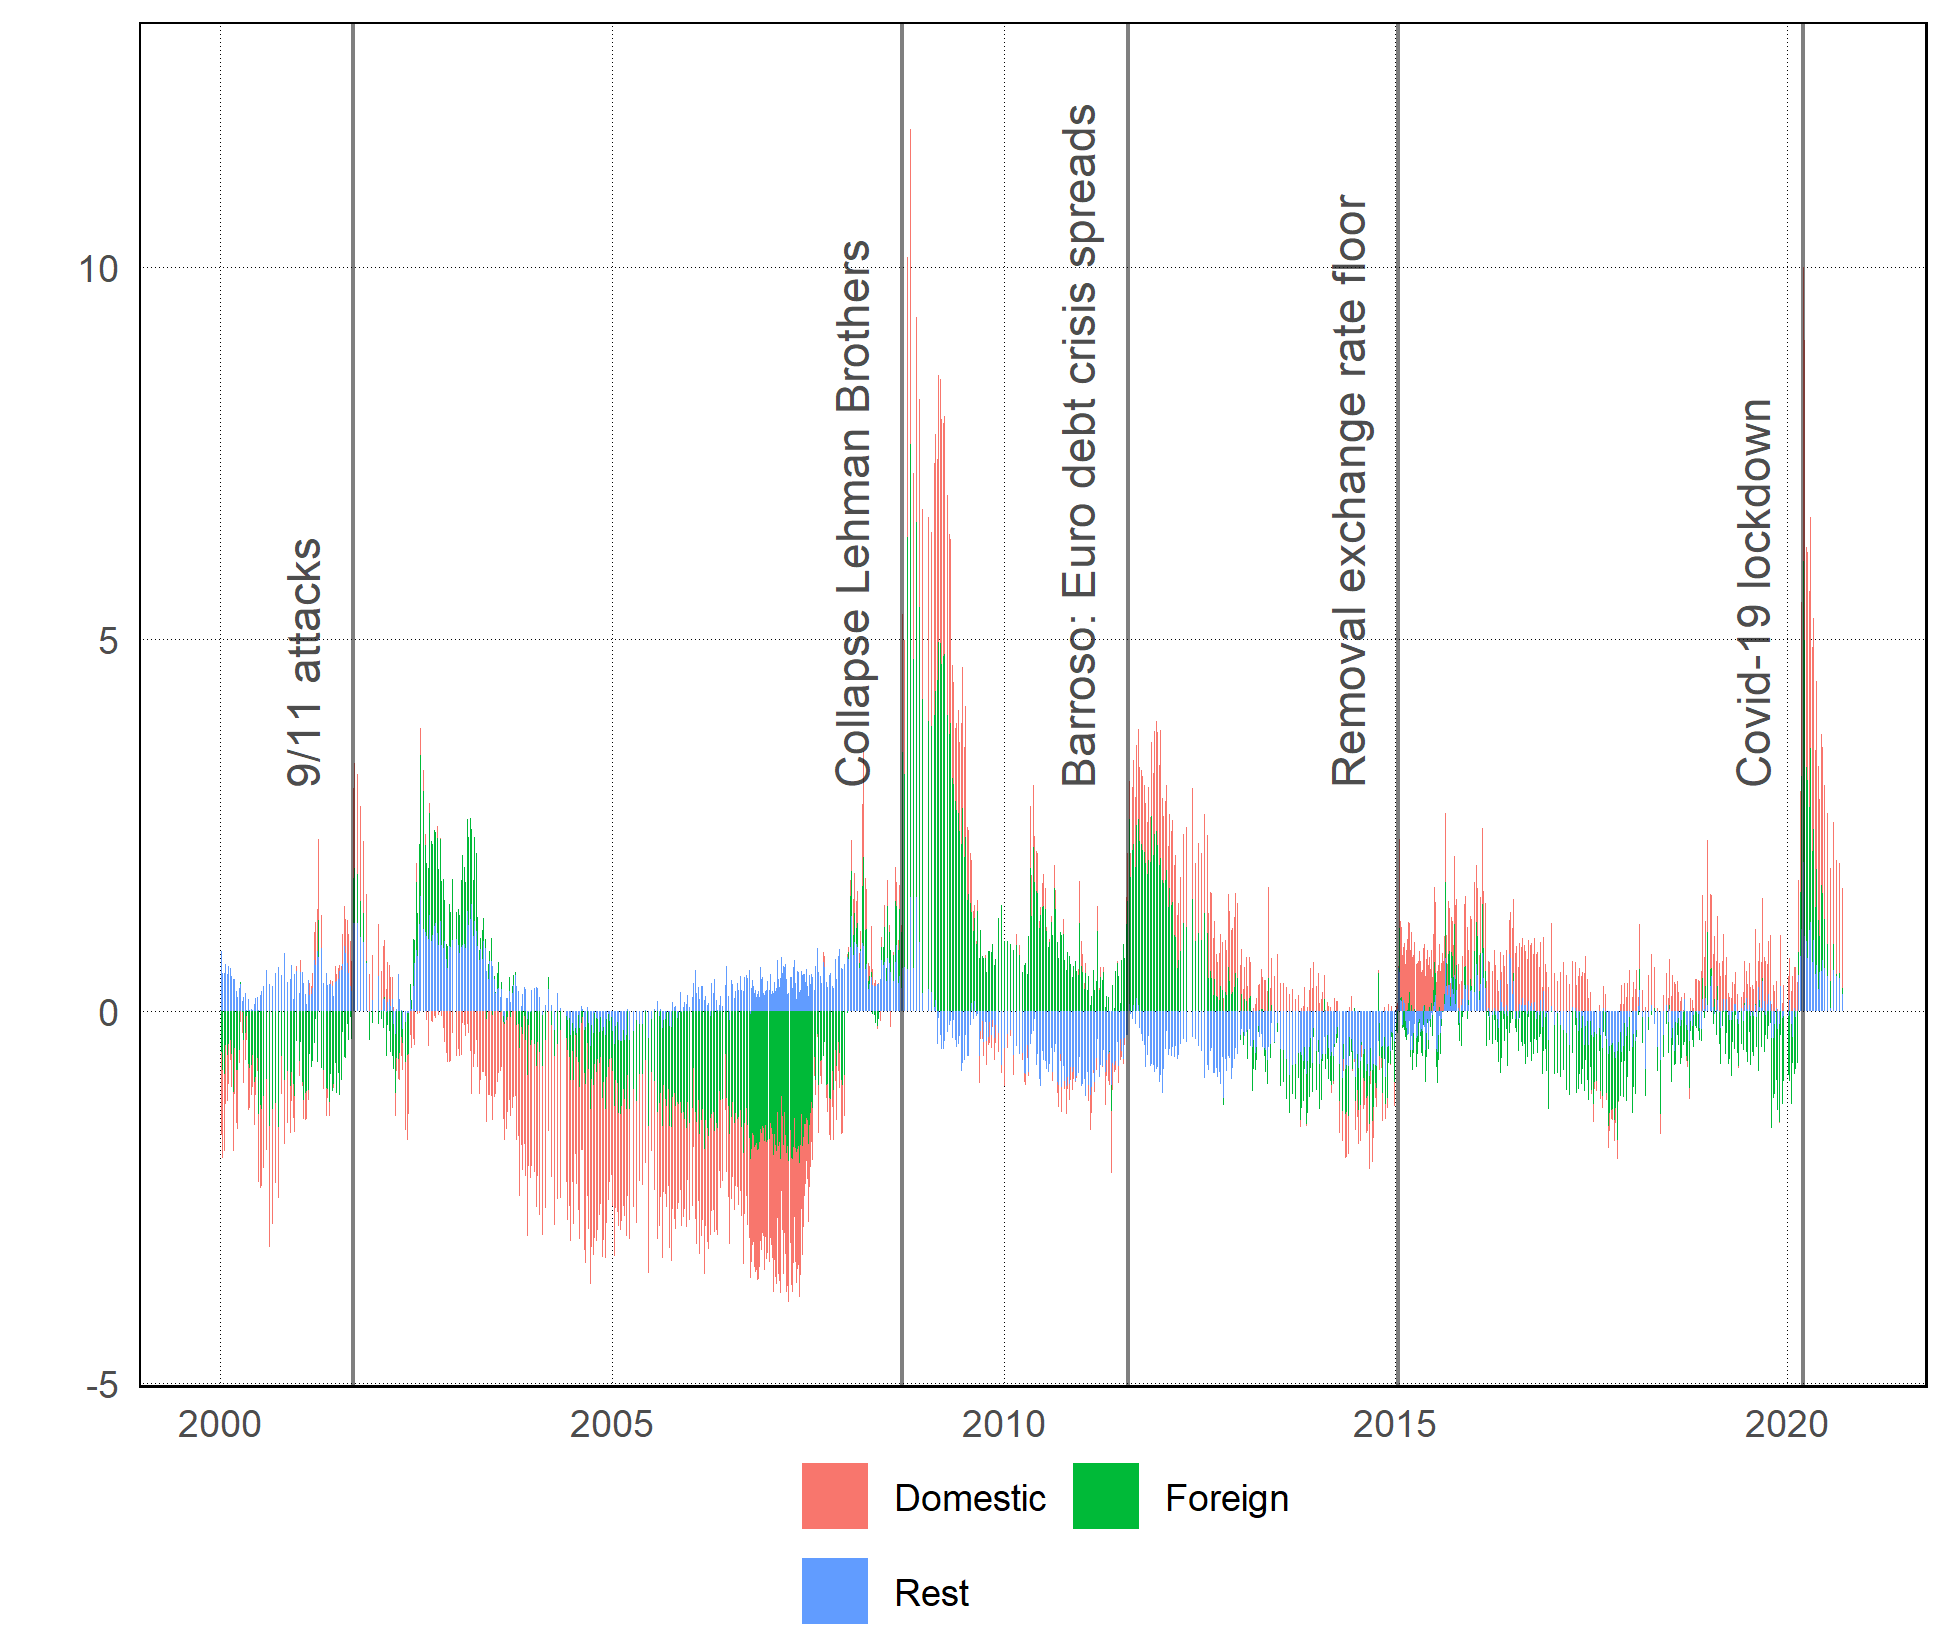 10
5
0
-5
9/11 attacks
Collapse Lehman Brothers
Barroso: Euro debt crisis spreads
Removal exchange rate floor
Covid-19 lockdown
2000
2005
2010
2015
2020
Domestic
Foreign
Rest